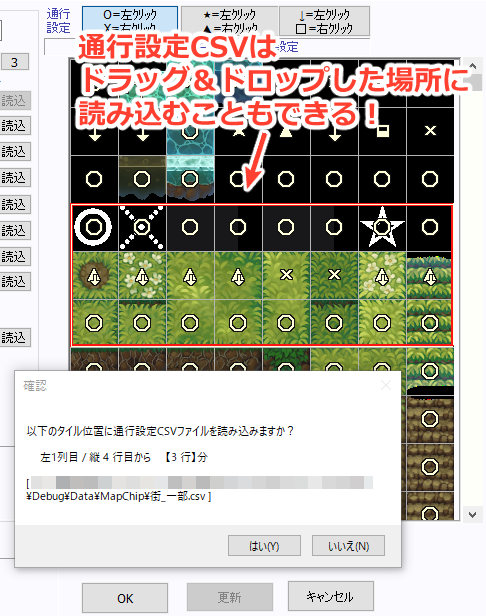 通行
設定
O=左クリック
X=右クリック
★=左クリック
▲=右クリック
↓=左クリック
□=右クリック
設定
通行設定CSVは
ドラッグ＆ドロップした場所に
読み込むこともできる！
3
読込
読込
読込
読込
読込
読込
読込
読込
読込
確認
以下のタイル位置に通行設定CSVファイルを読み込みますか？
左1列目 / 縦 4 行目から 【3 行】分
[
¥Debug¥Data¥MapChip¥街_一部.csv ]
はい(Y)
いいえ(N)
OK
更新
キャンセル